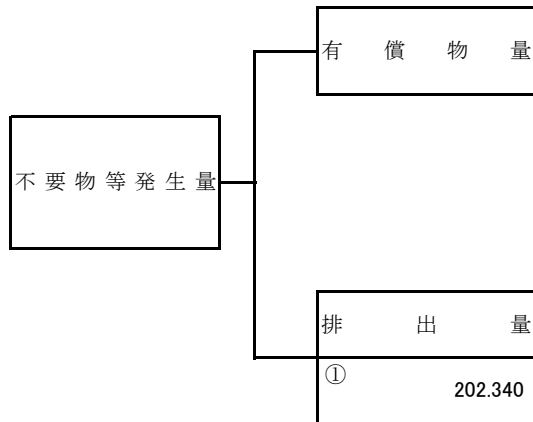 有償物量
不要物等発生量
排出量
①
202.340